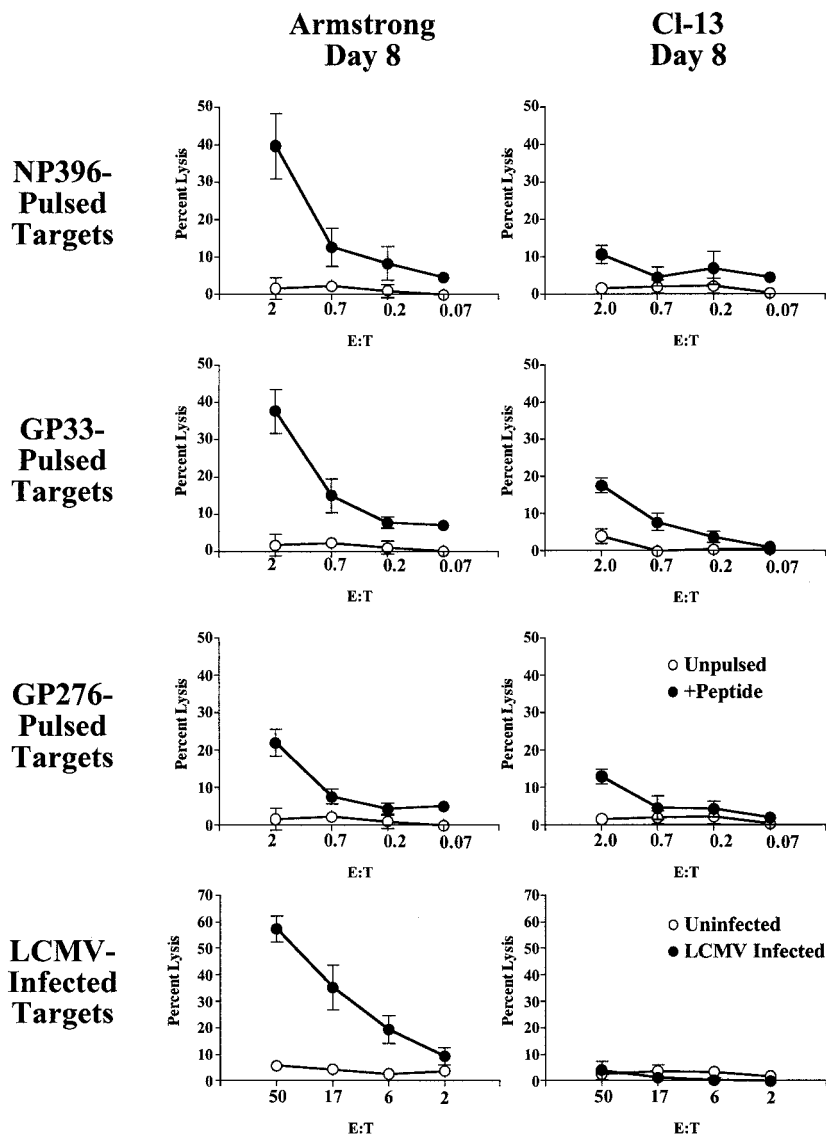 Armstrong
Day 8
Cl-13
Day 8
NP396-
Pulsed
Targets
Percent Lysis
50
40
30
20
10
0
2 0.7 0.2 0.07
E:T
Percent Lysis
50
40
30
20
10
0
2.0 0.7 0.2 0.07
E:T
GP33-
Pulsed
Targets
Percent Lysis
50
40
30
20
10
0
2 0.7 0.2 0.07
E:T
Percent Lysis
50
40
30
20
10
0
2.0 0.7 0.2 0.07
E:T
GP276-
Pulsed
Targets
Percent Lysis
50
40
30
20
10
0
2 0.7 0.2 0.07
E:T
Percent Lysis
50
40
30
20
10
0
2.0 0.7 0.2 0.07
E:T
Unpulsed
+Peptide
LCMV-
Infected
Targets
Percent Lysis
70
60
50
40
30
20
10
0
50 17 6 2
E:T
Percent Lysis
70
60
50
40
30
20
10
0
50 17 6 2
E:T
Uninfected
LCMV Infected